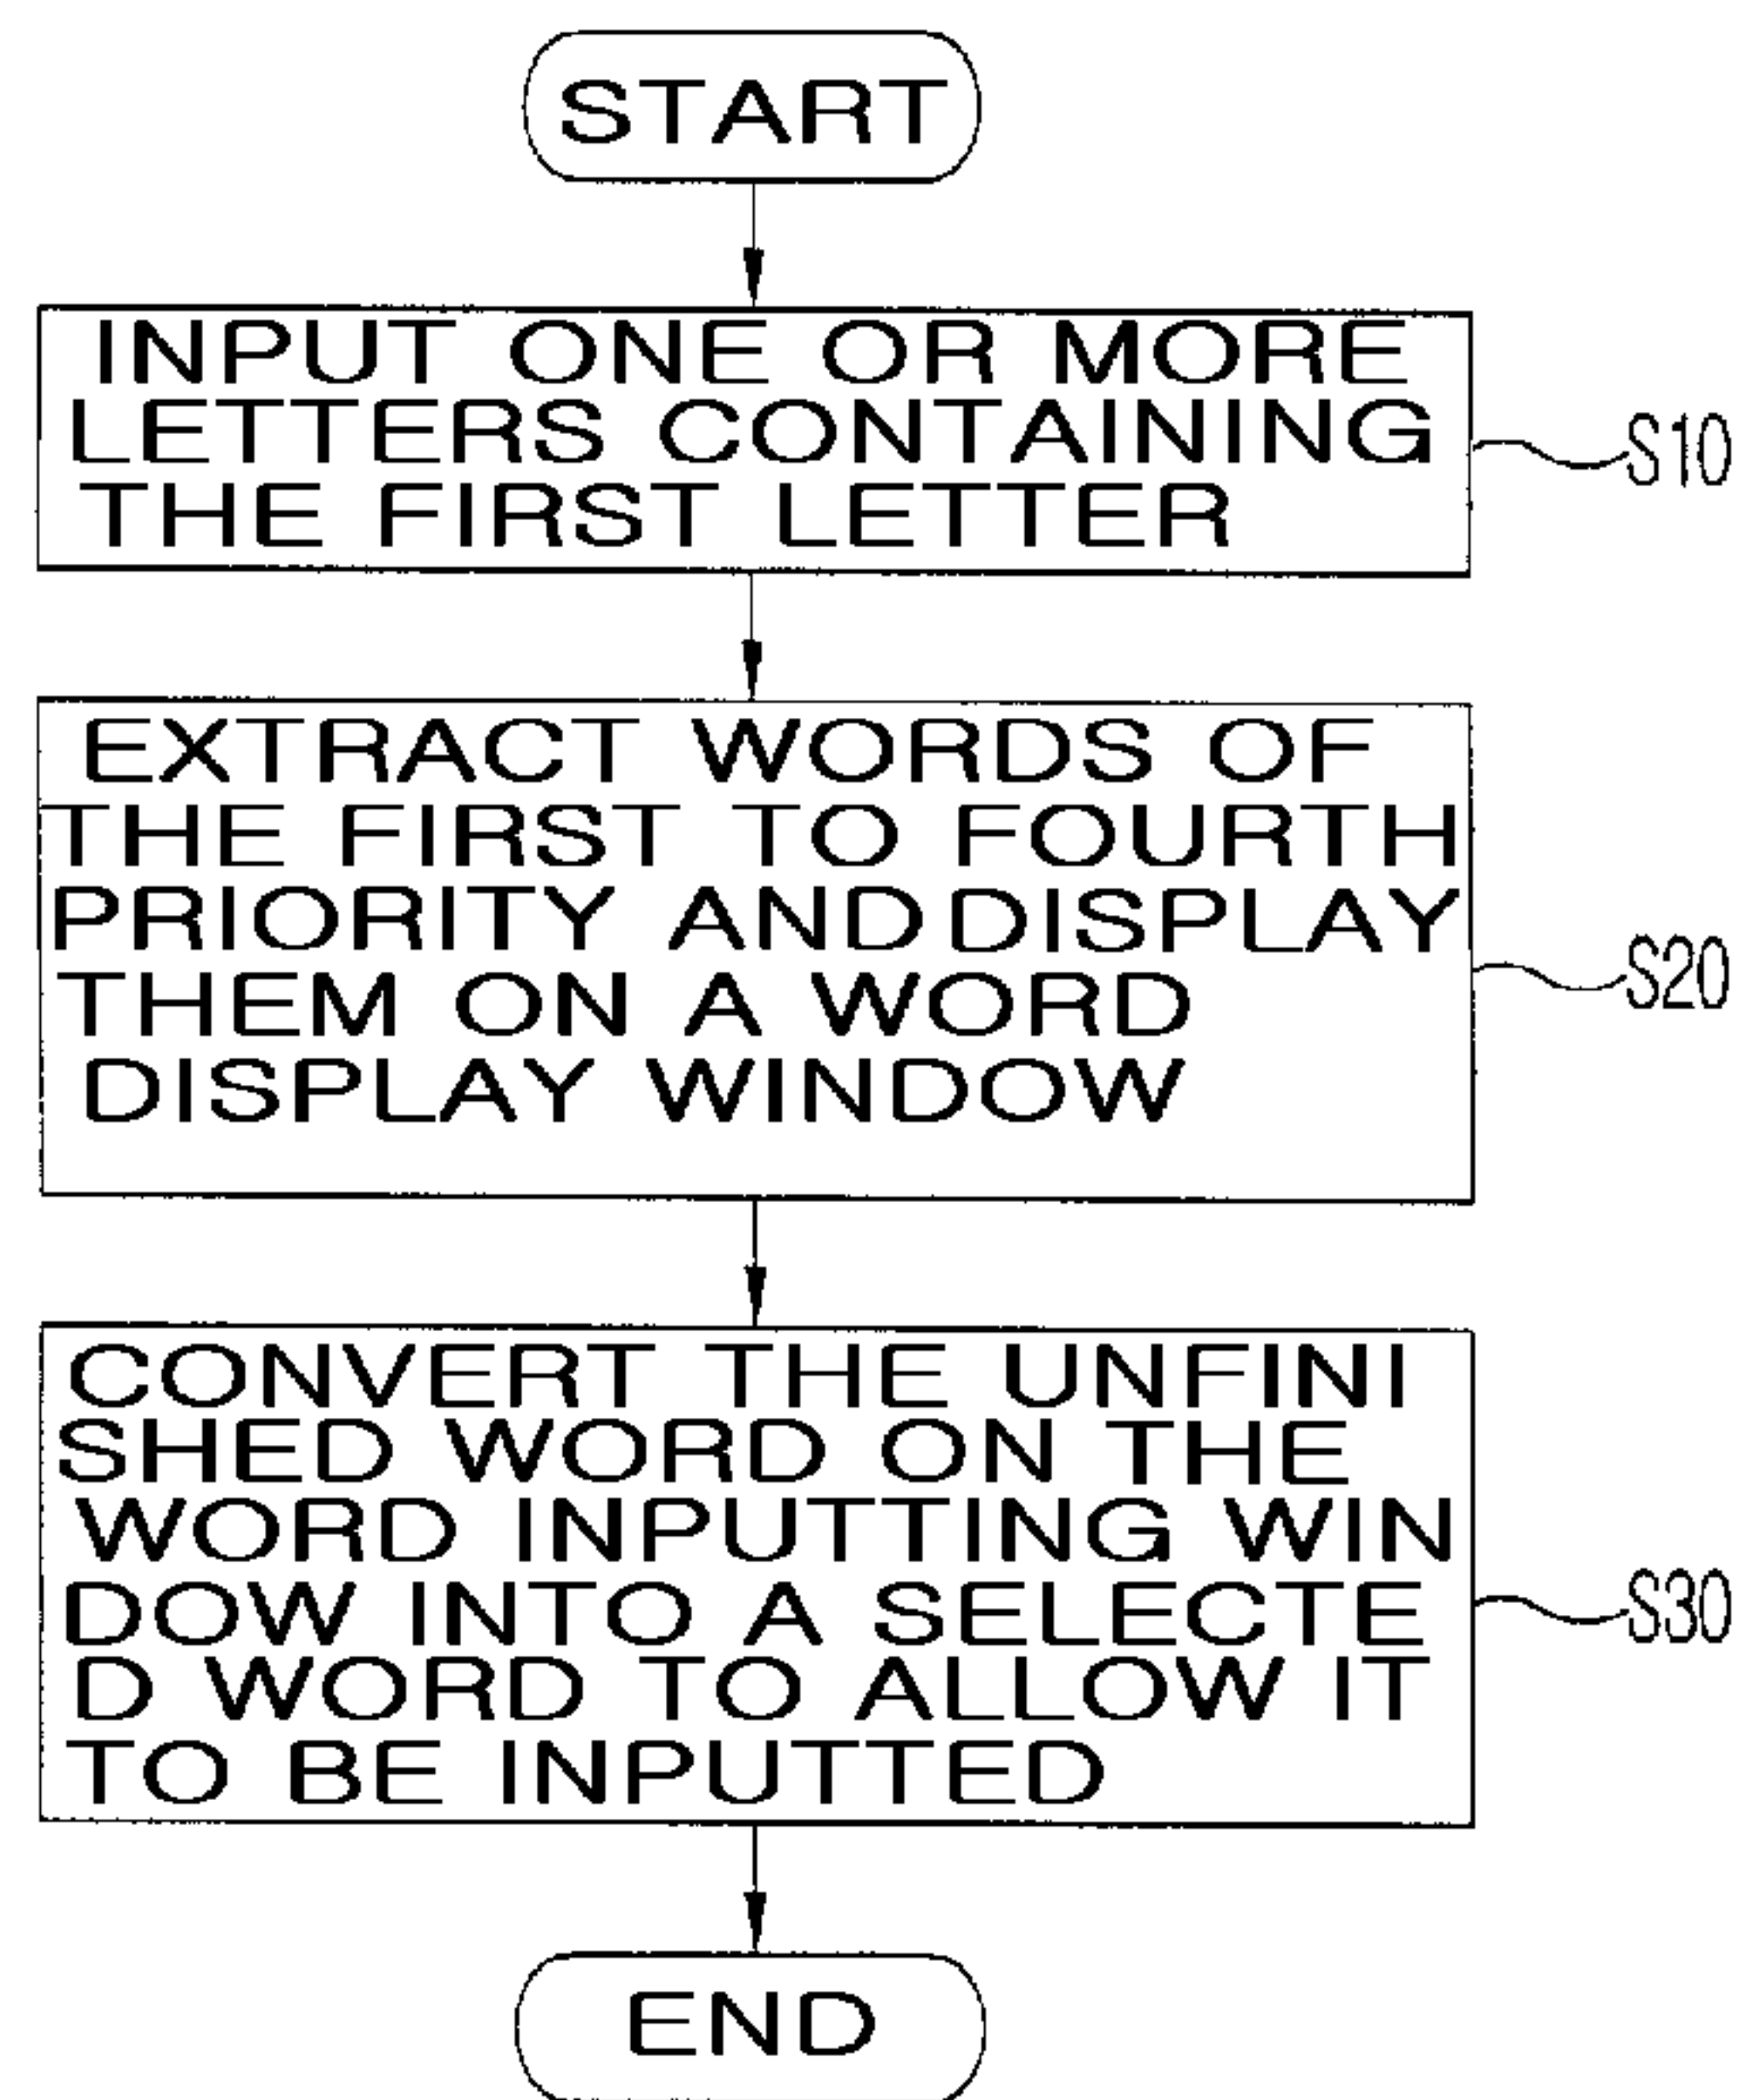 START
INPUT ONE OR MORE
LETTERS CONTAINING
THE FIRST LETTER
S10
EXTRACT WORDS OF
THE FIRST TO FOURTH
PRIORITY AND DISPLAY
THEM ON A WORD
DISPLAY WINDOW
S20
CONVERT THE UNFINI
SHED WORD ON THE
WORD INPUTTING WIN
DOW INTO A SELECTE
D WORD TO ALLOW IT
TO BE INPUTTED
S30
END